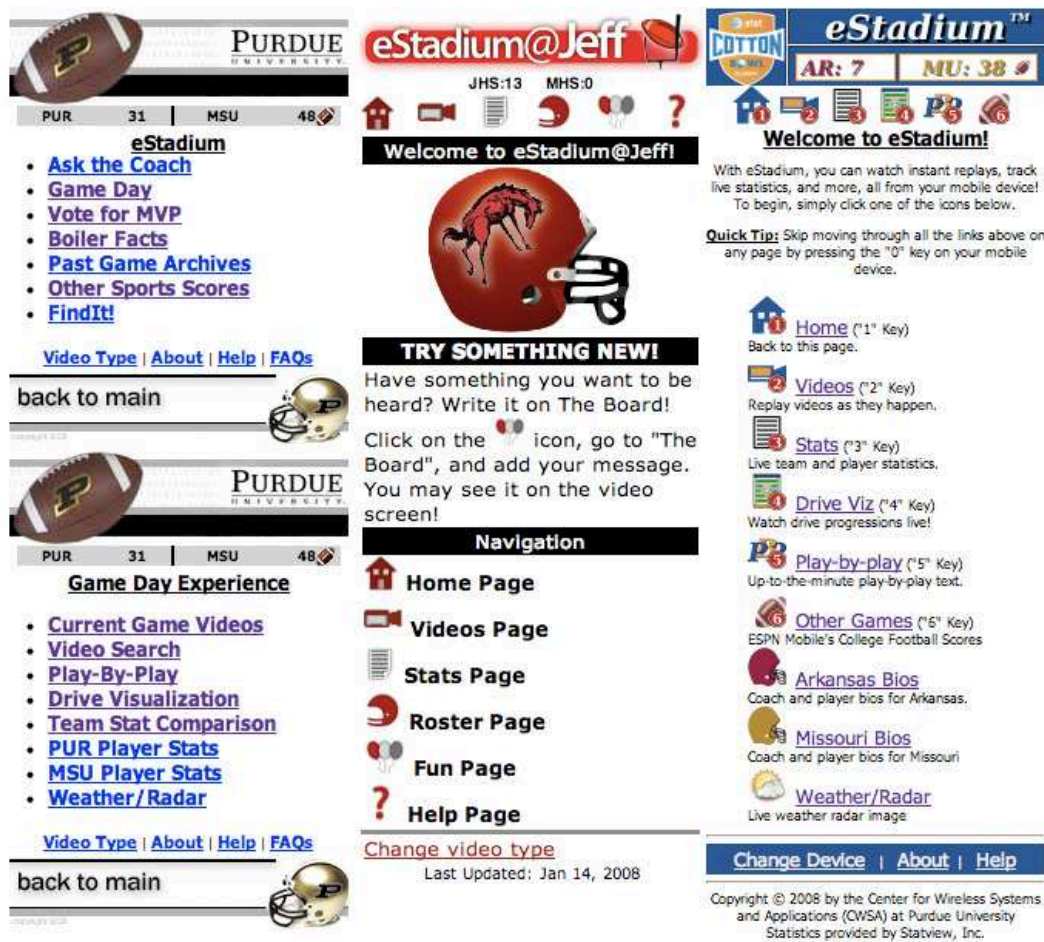 PURDUE
UNIVERSITY
PUR 31 MSU 48
eStadium
Ask the Coach
Game Day
Vote for MVP
Boiler Facts
Past Game Archives
Other Sports Scores
FindIt!
Video Type | About | Help | FAQs
back to main
PURDUE
UNIVERSITY
PUR 31 MSU 48
Game Day Experience
Current Game Videos
Video Search
Play-By-Play
Drive Visualization
Team Stat Comparison
PUR Player Stats
MSU Player Stats
Weather/Radar
Video Type | About | Help | FAQs
back to main
eStadium@Jeff
JHS:13 MHS:0
?
Welcome to eStadium@Jeff!
TRY SOMETHING NEW!
Have something you want to be
heard? Write it on The Board!
Click on the icon, go to "The
Board", and add your message.
You may see it on the video
screen!
Navigation
Home Page
Videos Page
Stats Page
Roster Page
Fun Page
? Help Page
Change video type
Last Updated: Jan 14, 2008
at&t
COTTON
BOWL
eStadium™
AR: 7 MU: 38
1 2 3 4 5 6
Welcome to eStadium!
With eStadium, you can watch instant replays, track
live statistics, and more, all from your mobile device!
To begin, simply click one of the icons below.
Quick Tip: Skip moving through all the links above on
any page by pressing the "0" key on your mobile
device.
1 Home ("1" Key)
Back to this page.
2 Videos ("2" Key)
Replay videos as they happen.
3 Stats ("3" Key)
Live team and player statistics.
4 Drive Viz ("4" Key)
Watch drive progressions live!
5 Play-by-play ("5" Key)
Up-to-the-minute play-by-play text.
6 Other Games ("6" Key)
ESPN Mobile's College Football Scores
Arkansas Bios
Coach and player bios for Arkansas.
Missouri Bios
Coach and player bios for Missouri
Weather/Radar
Live weather radar image
Change Device | About | Help
Copyright © 2008 by the Center for Wireless Systems
and Applications (CWSA) at Purdue University
Statistics provided by Statview, Inc.